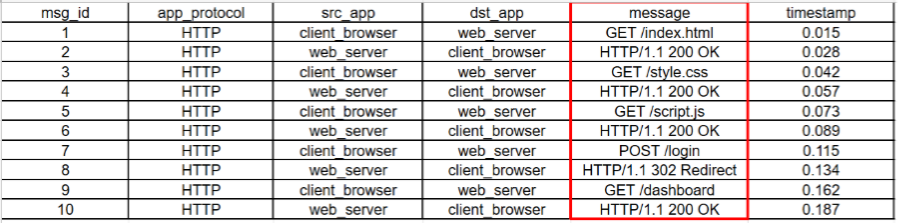 msg_id app_protocol src_app dst_app message timestamp
1 HTTP client_browser web_server GET /index.html 0.015
2 HTTP web_server client_browser HTTP/1.1 200 OK 0.028
3 HTTP client_browser web_server GET /style.css 0.042
4 HTTP web_server client_browser HTTP/1.1 200 OK 0.057
5 HTTP client_browser web_server GET /script.js 0.073
6 HTTP web_server client_browser HTTP/1.1 200 OK 0.089
7 HTTP client_browser web_server POST /login 0.115
8 HTTP web_server client_browser HTTP/1.1 302 Redirect 0.134
9 HTTP client_browser web_server GET /dashboard 0.162
10 HTTP web_server client_browser HTTP/1.1 200 OK 0.187